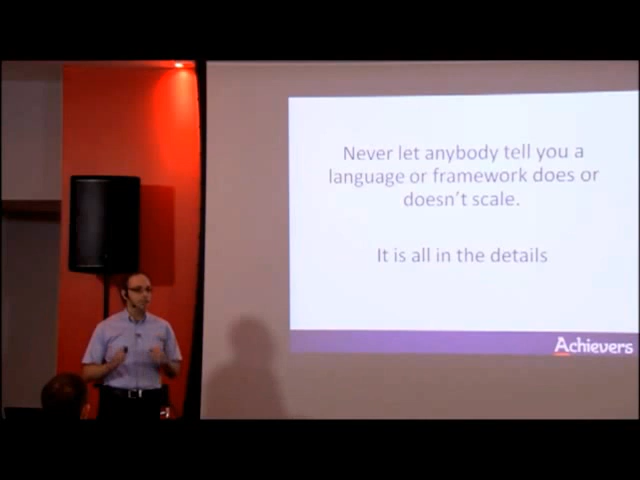 Never let anybody tell you a
language or framework does or
doesn't scale.
It is all in the details
Achievers